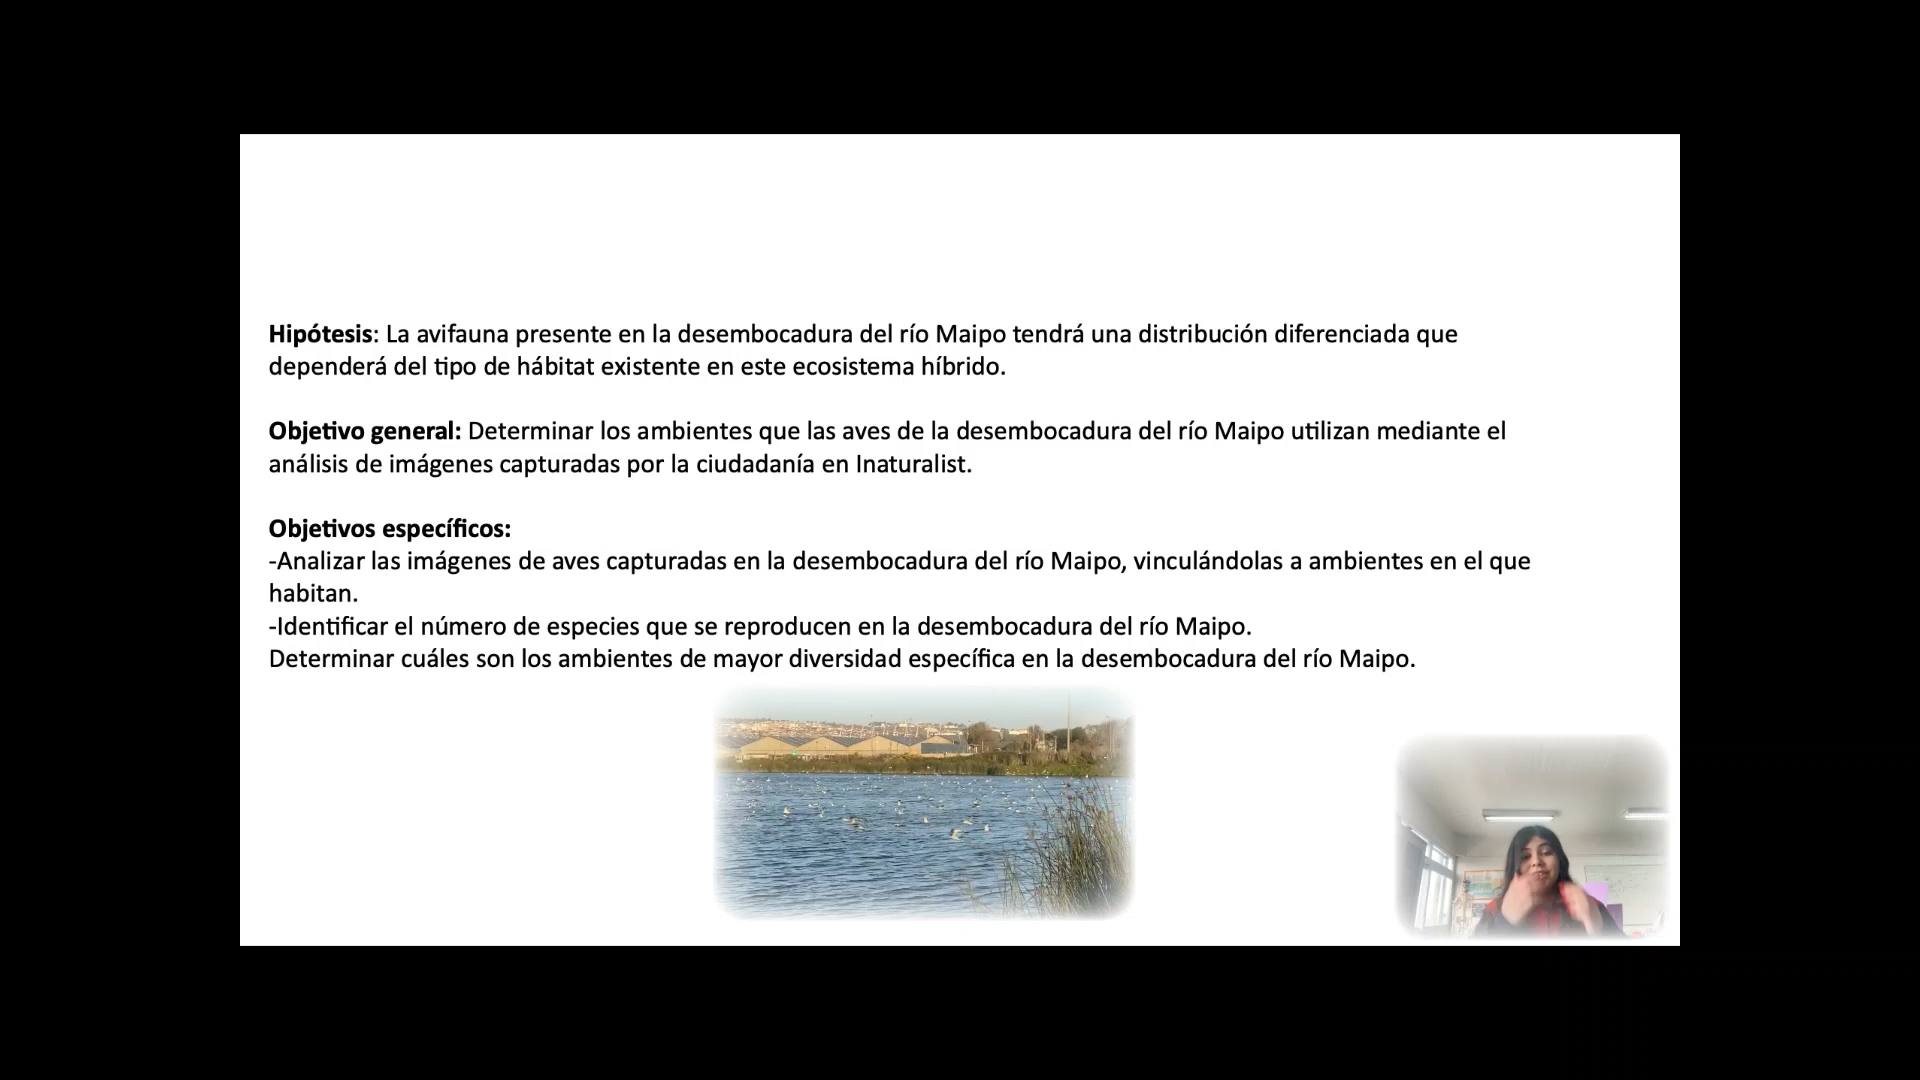 Hipótesis: La avifauna presente en la desembocadura del río Maipo tendrá una distribución diferenciada que
dependerá del tipo de hábitat existente en este ecosistema híbrido.
Objetivo general: Determinar los ambientes que las aves de la desembocadura del río Maipo utilizan mediante el
análisis de imágenes capturadas por la ciudadanía en Inaturalist.
Objetivos específicos:
-Analizar las imágenes de aves capturadas en la desembocadura del río Maipo, vinculándolas a ambientes en el que
habitan.
-Identificar el número de especies que se reproducen en la desembocadura del río Maipo.
Determinar cuáles son los ambientes de mayor diversidad específica en la desembocadura del río Maipo.